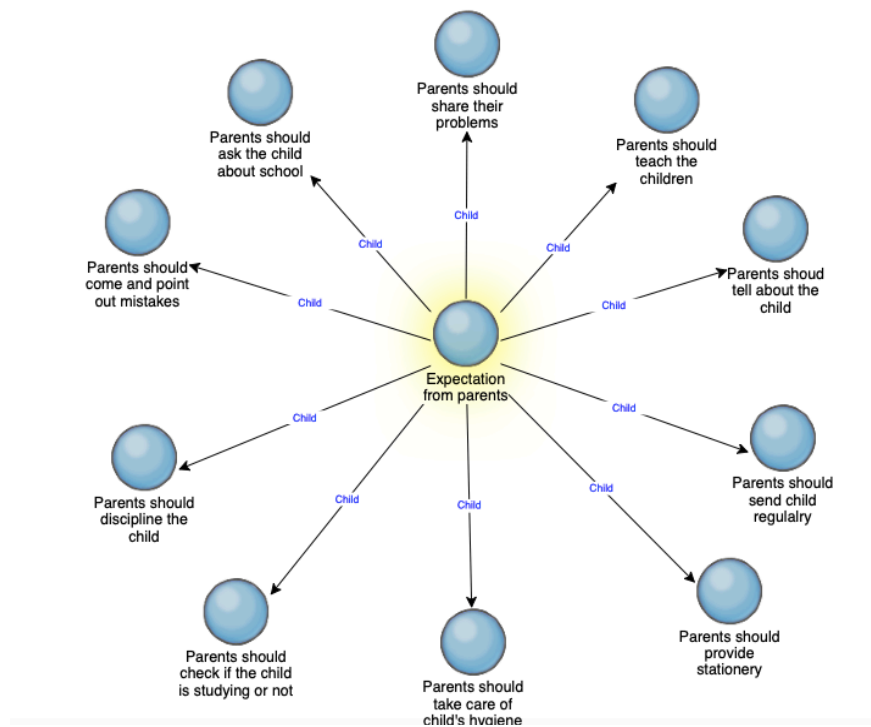 Parents should
share their
problems
Parents should
ask the child
about school
Parents should
teach the
children
Child
Child
Child
Parents should
come and point
out mistakes
Child
Parents shoud
tell about the
child
Child
Expectation
from parents
Child
Parents should
discipline the
child
Child
Parents should
send child
regulalry
Child
Child
Child
Parents should
check if the child
is studying or not
Parents should
take care of
child's hygiene
Parents should
provide
stationery